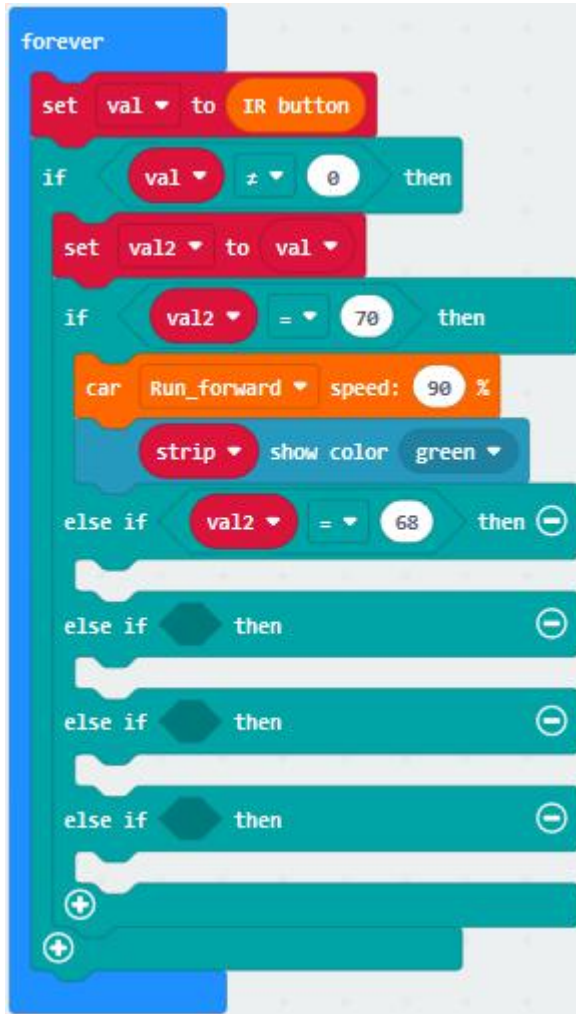 forever
set val to IR button
if val ≠ 0 then
set val2 to val
if val2 = 70 then
car Run_forward speed: 90 %
strip show color green
else if val2 = 68 then
else if then
else if then
else if then